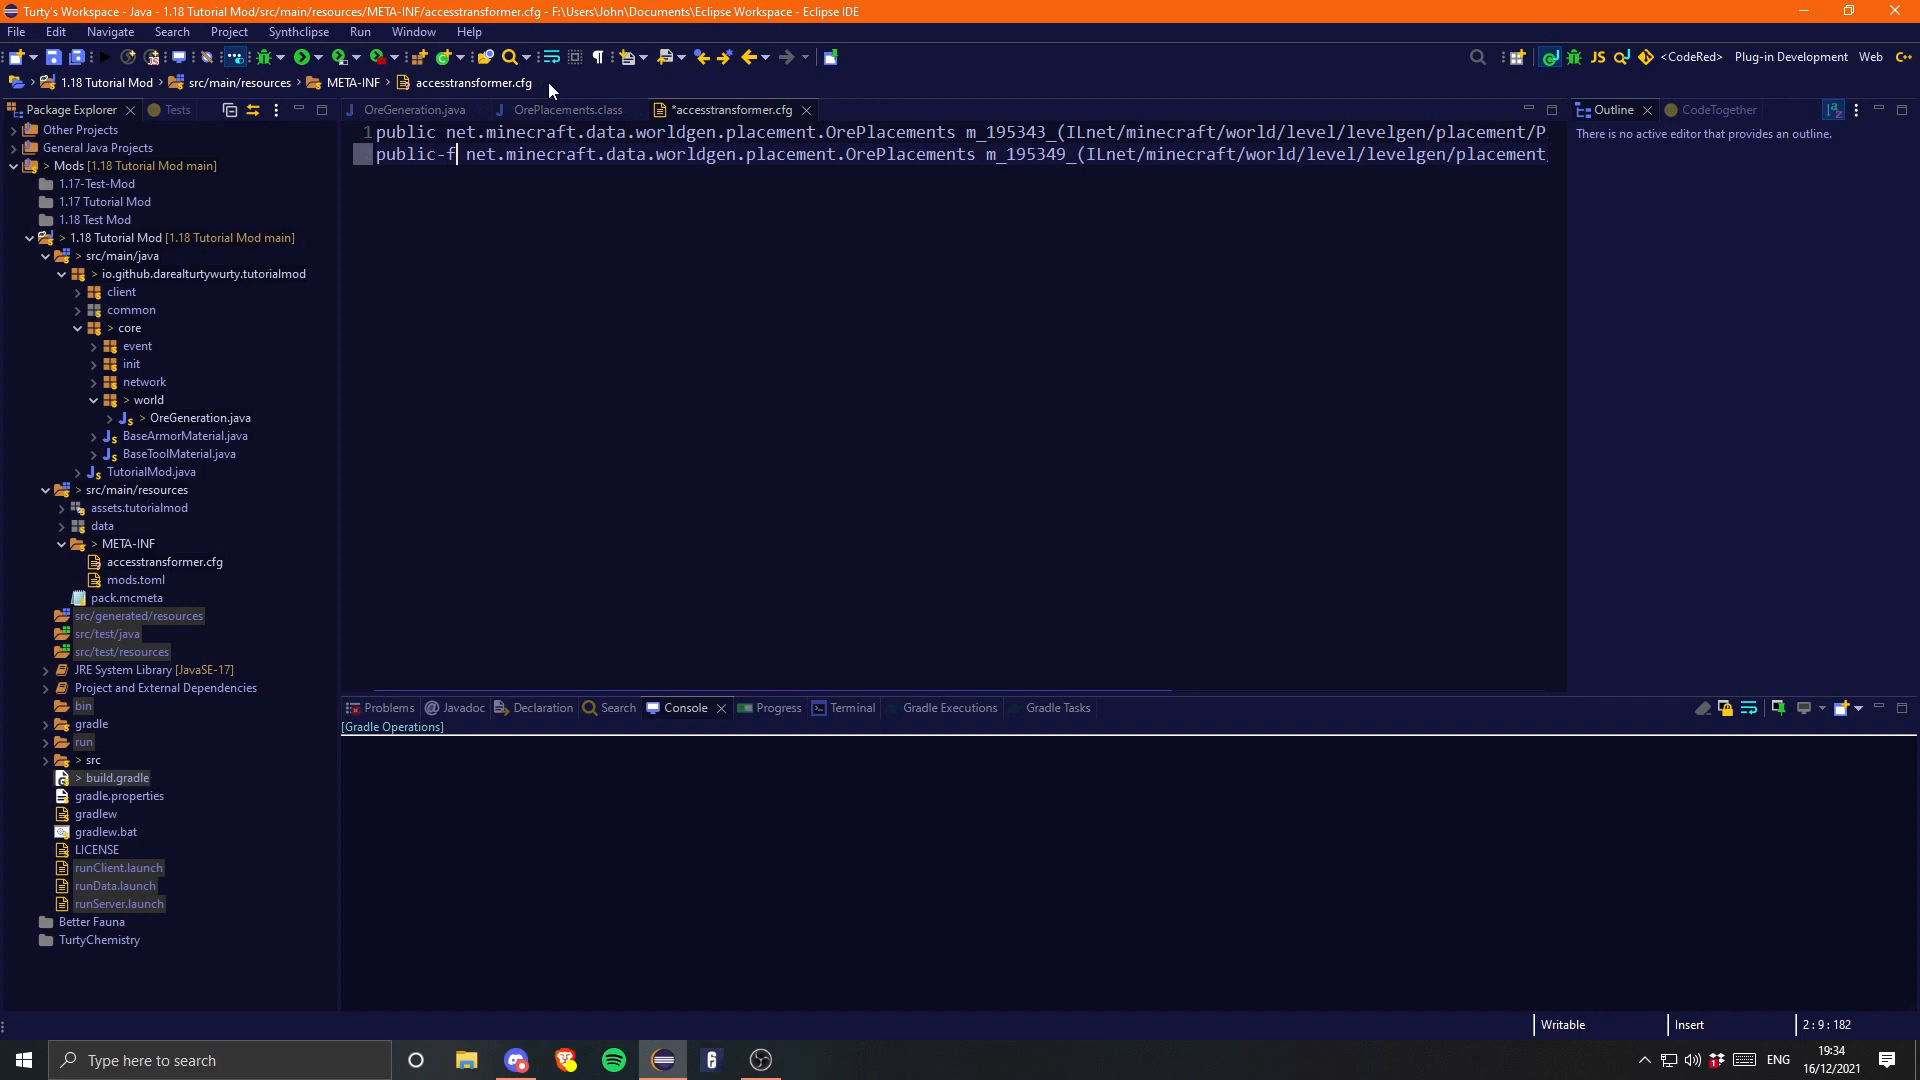 Turty's Workspace - Java - 1.18 Tutorial Mod/src/main/resources/META-INF/accesstransformer.cfg - F:\Users\John\Documents\Eclipse Workspace - Eclipse IDE
File Edit Navigate Search Project Run Synthclipse Window Help
<CodeRed> Plug-in Development Web
1.18 Tutorial Mod src/main/resources META-INF accesstransformer.cfg
Package Explorer Tests OreGeneration.java OrePlacements.class *accesstransformer.cfg Outline CodeTogether
Other Projects
General Java Projects
> Mods [1.18 Tutorial Mod main]
1.17-Test-Mod
1.17 Tutorial Mod
1.18 Test Mod
> 1.18 Tutorial Mod [1.18 Tutorial Mod main]
> src/main/java
> io.github.darealturtywurty.tutorialmod
client
common
> core
event
init
network
> world
> OreGeneration.java
BaseArmorMaterial.java
BaseToolMaterial.java
TutorialMod.java
> src/main/resources
assets.tutorialmod
data
> META-INF
accesstransformer.cfg
mods.toml
pack.mcmeta
src/generated/resources
src/test/java
src/test/resources
JRE System Library [JavaSE-17]
Project and External Dependencies
bin
gradle
run
> src
> build.gradle
gradle.properties
gradlew
gradlew.bat
LICENSE
runClient.launch
runData.launch
runServer.launch
Better Fauna
TurtyChemistry
1 public net.minecraft.data.worldgen.placement.OrePlacements m_195343_(ILnet/minecraft/world/level/levelgen/placement/P
public-f net.minecraft.data.worldgen.placement.OrePlacements m_195349_(ILnet/minecraft/world/level/levelgen/placement
There is no active editor that provides an outline.
Problems @ Javadoc Declaration Search Console Progress Terminal Gradle Executions Gradle Tasks
[Gradle Operations]
Writable Insert 2 : 9 : 182
Type here to search
ENG
19:34
16/12/2021